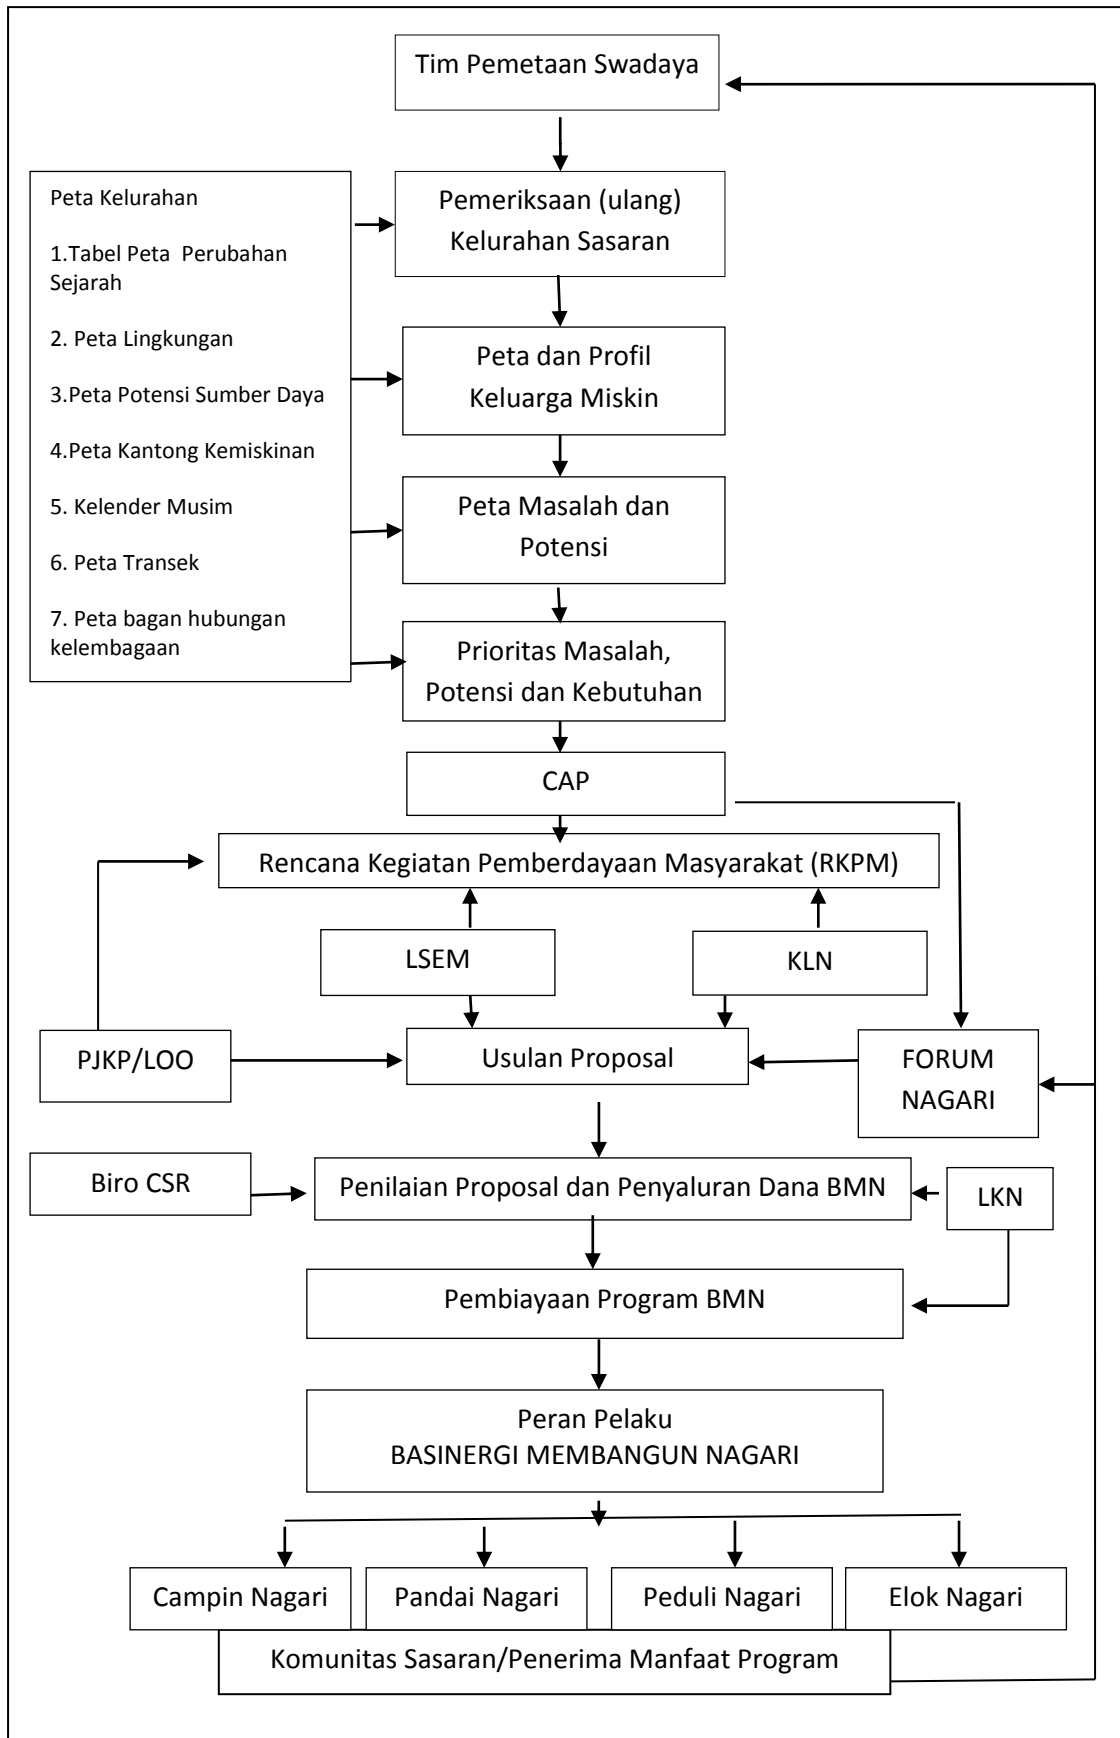 Tim Pemetaan Swadaya
Peta Kelurahan
1.Tabel Peta Perubahan
Sejarah
2. Peta Lingkungan
3.Peta Potensi Sumber Daya
4.Peta Kantong Kemiskinan
5. Kelender Musim
6. Peta Transek
7. Peta bagan hubungan
kelembagaan
Pemeriksaan (ulang)
Kelurahan Sasaran
Peta dan Profil
Keluarga Miskin
Peta Masalah dan
Potensi
Prioritas Masalah,
Potensi dan Kebutuhan
CAP
Rencana Kegiatan Pemberdayaan Masyarakat (RKPM)
LSEM
KLN
PJKP/LOO
Usulan Proposal
FORUM
NAGARI
Biro CSR
Penilaian Proposal dan Penyaluran Dana BMN
LKN
Pembiayaan Program BMN
Peran Pelaku
BASINERGI MEMBANGUN NAGARI
Campin Nagari
Pandai Nagari
Peduli Nagari
Elok Nagari
Komunitas Sasaran/Penerima Manfaat Program